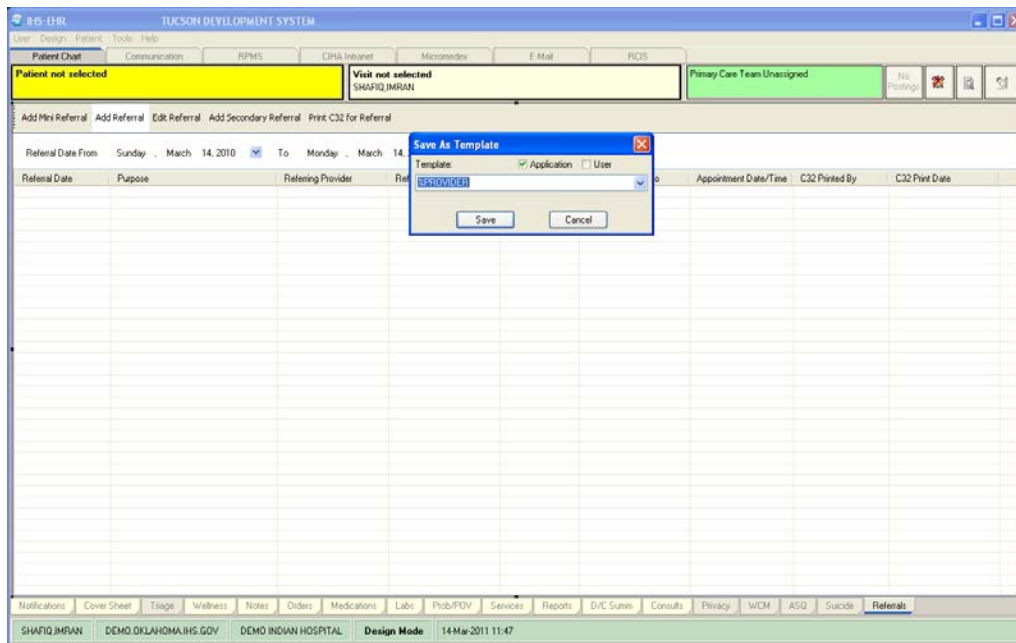 IHS-EHR TUCSON DEVELOPMENT SYSTEM
User Design Patient Tools Help
Patient Chart Communication RPMS CIHA Intranet Micromedex E-Mail RCIS
Patient not selected Visit not selected Primary Care Team Unassigned No
SHAFIQ,IMRAN Postings
Add Mini Referral Add Referral Edit Referral Add Secondary Referral Print C32 for Referral
Save As Template
Referral Date From Sunday , March 14, 2010 To Monday , March 14,
Template: Application User
Referral Date Purpose Referring Provider Ref o Appointment Date/Time C32 Printed By C32 Print Date
Save Cancel
Notifications Cover Sheet Triage Wellness Notes Orders Medications Labs Prob/POV Services Reports D/C Summ Consults Privacy WCM ASQ Suicide Referrals
SHAFIQ,IMRAN DEMO.OKLAHOMA.IHS.GOV DEMO INDIAN HOSPITAL Design Mode 14-Mar-2011 11:47